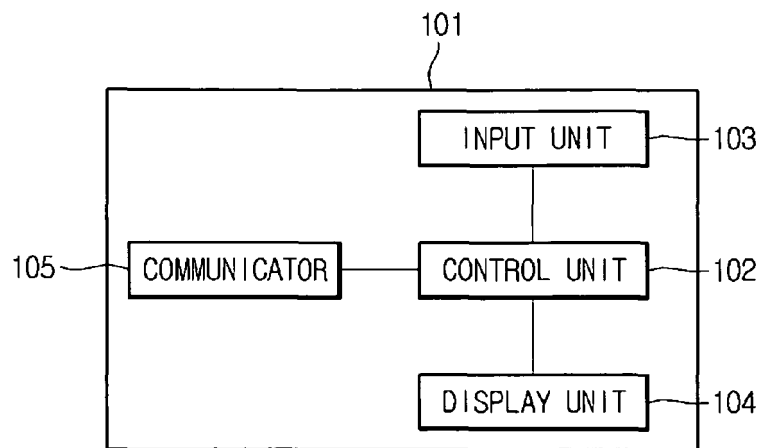 101
INPUT UNIT
103
105
COMMUNICATOR
CONTROL UNIT
102
DISPLAY UNIT
104